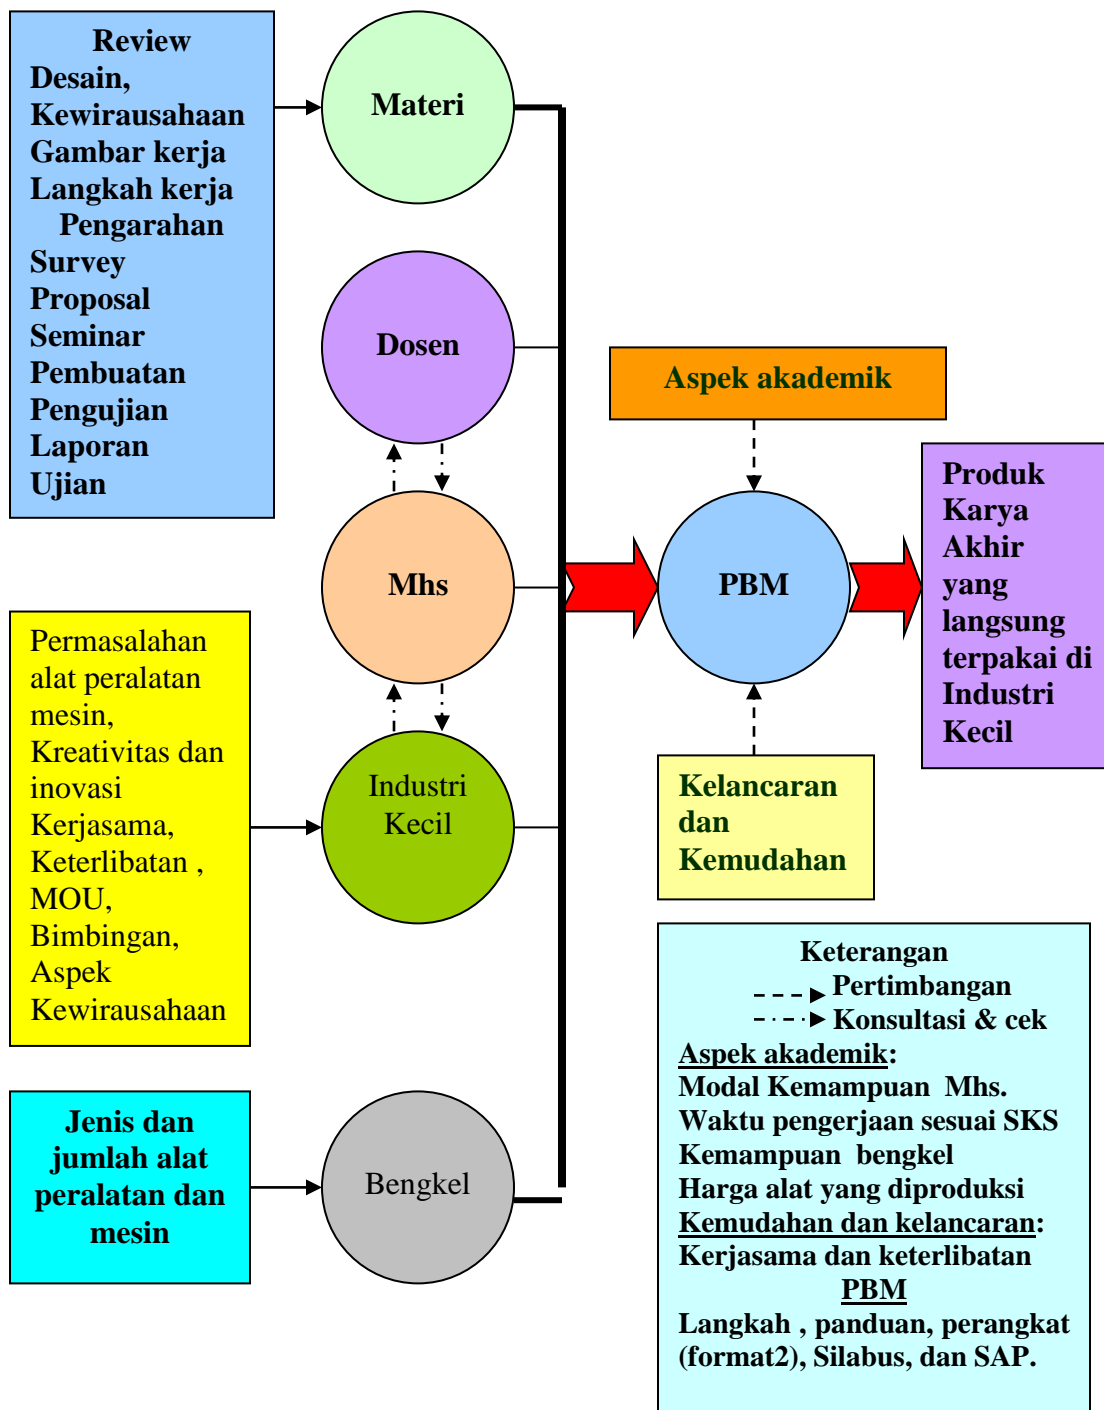 Review
Desain,
Kewirausahaan
Gambar kerja
Langkah kerja
Pengarahan
Survey
Proposal
Seminar
Pembuatan
Pengujian
Laporan
Ujian
Materi
Dosen
Mhs
Permasalahan
alat peralatan
mesin,
Kreativitas dan
inovasi
Kerjasama,
Keterlibatan ,
MOU,
Bimbingan,
Aspek
Kewirausahaan
Industri
Kecil
Jenis dan
jumlah alat
peralatan dan
mesin
Bengkel
Aspek akademik
PBM
Kelancaran
dan
Kemudahan
Produk
Karya
Akhir
yang
langsung
terpakai di
Industri
Kecil
Keterangan
Pertimbangan
Konsultasi & cek
Aspek akademik:
Modal Kemampuan Mhs.
Waktu pengerjaan sesuai SKS
Kemampuan bengkel
Harga alat yang diproduksi
Kemudahan dan kelancaran:
Kerjasama dan keterlibatan
PBM
Langkah , panduan, perangkat
(format2), Silabus, dan SAP.